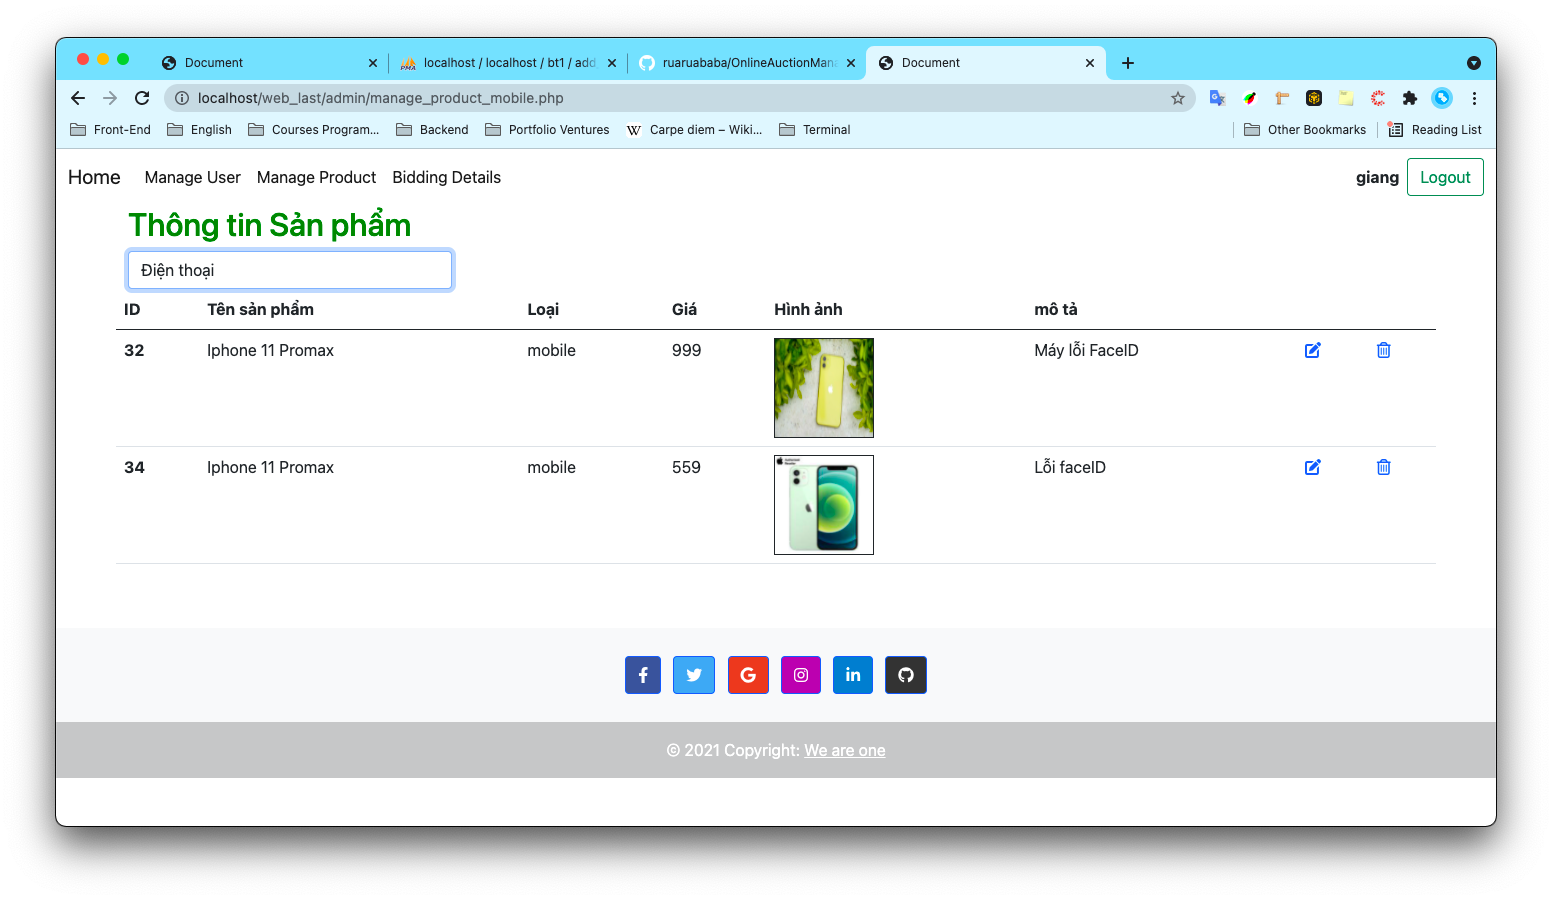 Document
localhost / localhost / bt1 / add
ruaruababa/OnlineAuctionMana
Document
localhost/web_last/admin/manage_product_mobile.php
Front-End English Courses Program... Backend Portfolio Ventures Carpe diem – Wiki... Terminal Other Bookmarks Reading List
Home Manage User Manage Product Bidding Details giang Logout
Thông tin Sản phẩm
Điện thoại
ID Tên sản phẩm Loại Giá Hình ảnh mô tả
32 Iphone 11 Promax mobile 999 Máy lỗi FaceID
34 Iphone 11 Promax mobile 559 Lỗi faceID
© 2021 Copyright: We are one